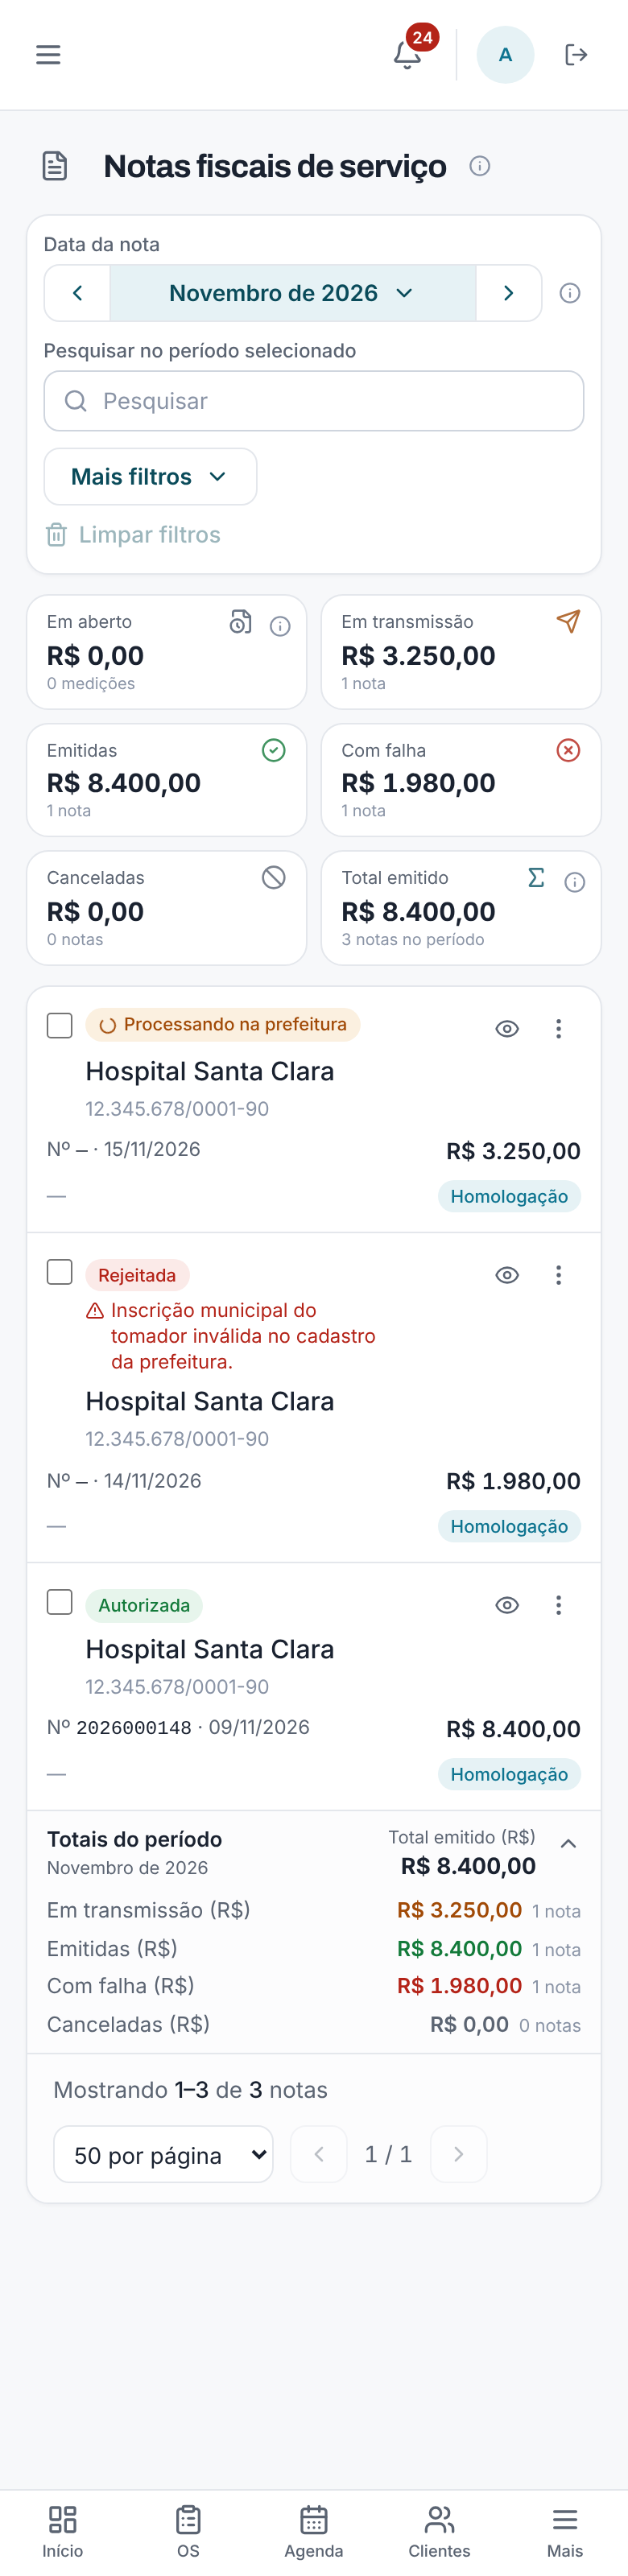 24
A
Notas fiscais de serviço
Data da nota
Novembro de 2026
Pesquisar no período selecionado
Pesquisar
Mais filtros
Limpar filtros
Em aberto
R$ 0,00
0 medições
Em transmissão
R$ 3.250,00
1 nota
Emitidas
R$ 8.400,00
1 nota
Com falha
R$ 1.980,00
1 nota
Canceladas
R$ 0,00
0 notas
Total emitido
R$ 8.400,00
3 notas no período
Processando na prefeitura
Hospital Santa Clara
12.345.678/0001-90
Nº – · 15/11/2026 R$ 3.250,00
— Homologação
Rejeitada
Inscrição municipal do
tomador inválida no cadastro
da prefeitura.
Hospital Santa Clara
12.345.678/0001-90
Nº – · 14/11/2026 R$ 1.980,00
— Homologação
Autorizada
Hospital Santa Clara
12.345.678/0001-90
Nº 2026000148 · 09/11/2026 R$ 8.400,00
— Homologação
Totais do período Total emitido (R$)
Novembro de 2026 R$ 8.400,00
Em transmissão (R$) R$ 3.250,00 1 nota
Emitidas (R$) R$ 8.400,00 1 nota
Com falha (R$) R$ 1.980,00 1 nota
Canceladas (R$) R$ 0,00 0 notas
Mostrando 1–3 de 3 notas
50 por página 1 / 1
Início OS Agenda Clientes Mais